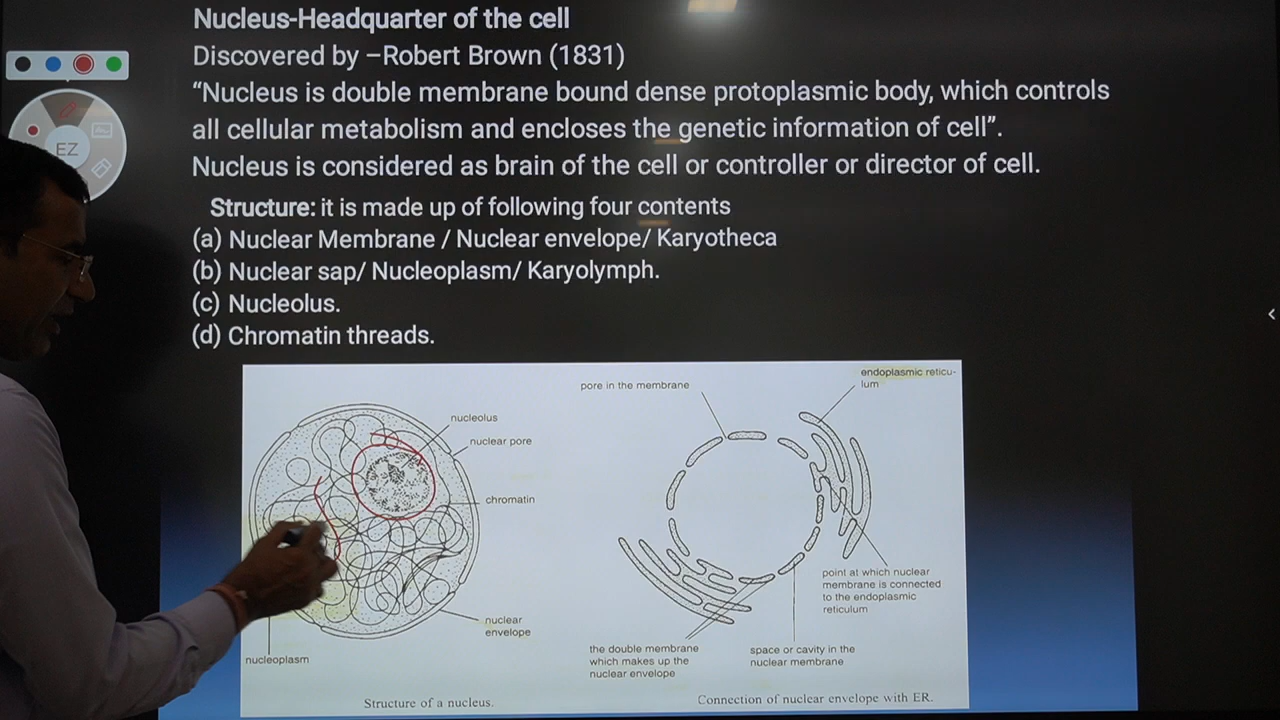 Nucleus-Headquarter of the cell
Discovered by –Robert Brown (1831)
“Nucleus is double membrane bound dense protoplasmic body, which controls
all cellular metabolism and encloses the genetic information of cell”.
Nucleus is considered as brain of the cell or controller or director of cell.
EZ
Structure: it is made up of following four contents
(a) Nuclear Membrane / Nuclear envelope/ Karyotheca
(b) Nuclear sap/ Nucleoplasm/ Karyolymph.
(c) Nucleolus.
(d) Chromatin threads.
nucleolus
nuclear pore
chromatin
nuclear
envelope
nucleoplasm
Structure of a nucleus.
pore in the membrane
endoplasmic reticu-
lum
point at which nuclear
membrane is connected
to the endoplasmic
reticulum
the double membrane
which makes up the
nuclear envelope
space or cavity in the
nuclear membrane
Connection of nuclear envelope with ER.